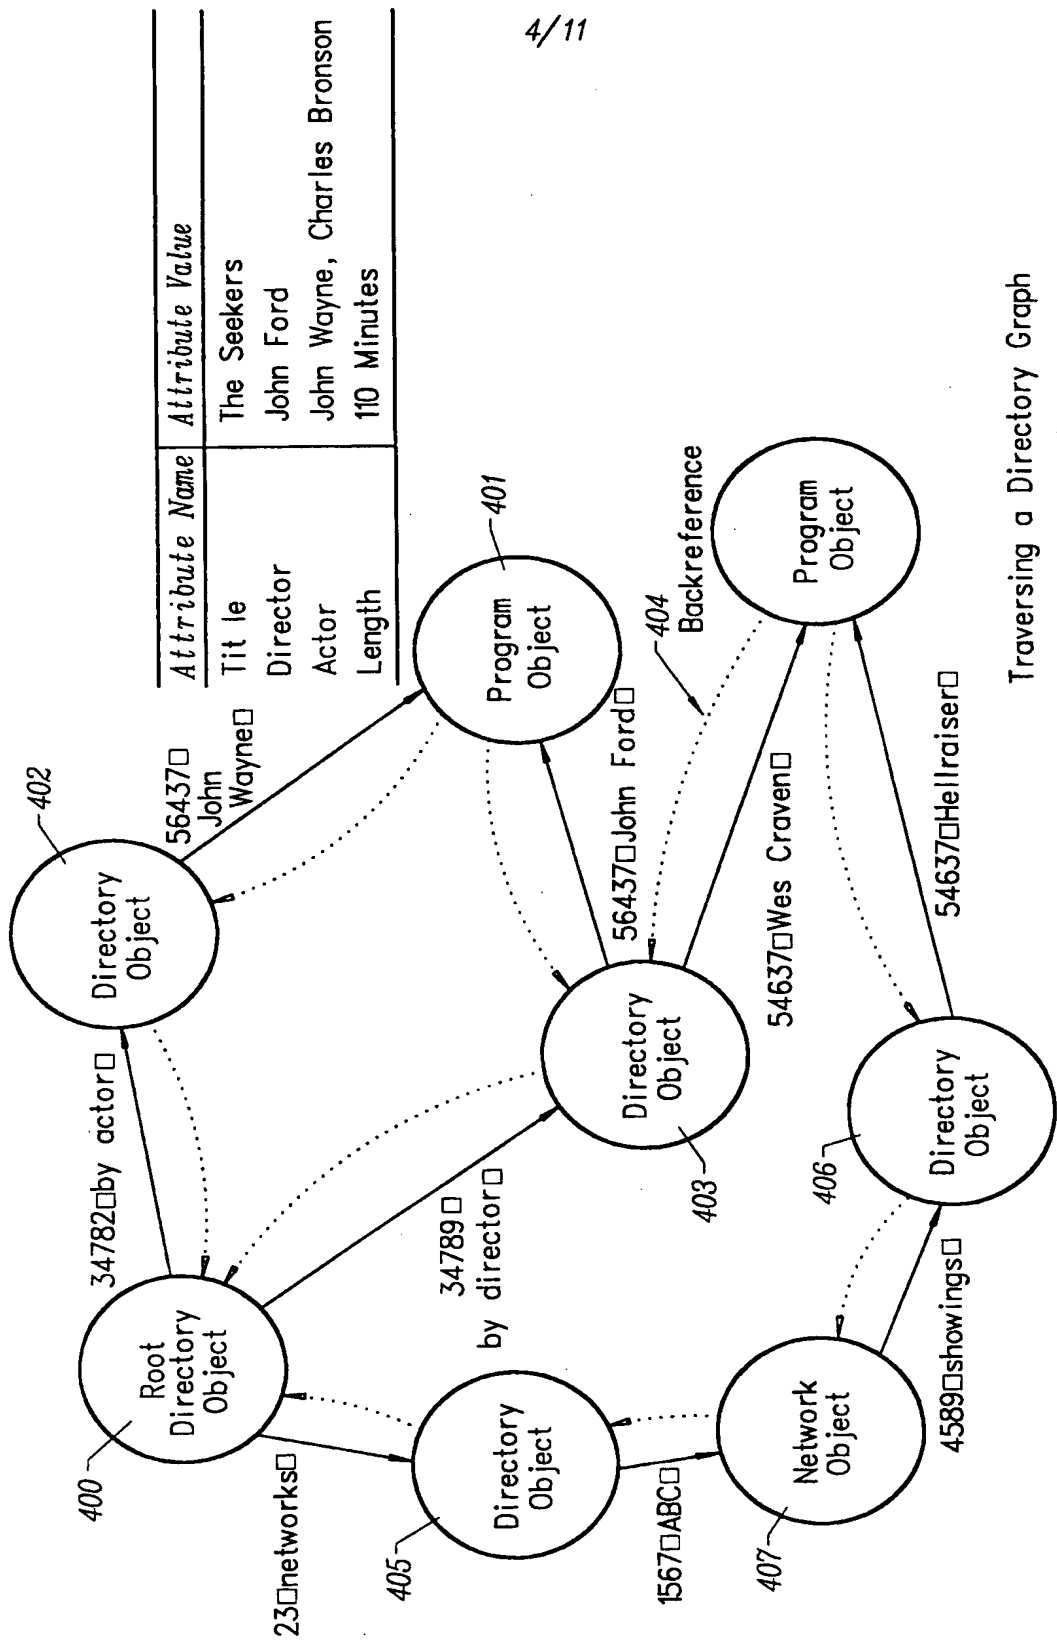 4/11
Attribute Name Attribute Value
Tit le The Seekers
Director John Ford
Actor John Wayne, Charles Bronson
Length 110 Minutes
402
Directory
Object
56437□
John
Wayne□
401
Program
Object
34782□by actor□
400
Root
Directory
Object
34789□
by director□
403
Directory
Object
56437□John Ford□
404
Backreference
Program
Object
54637□Wes Craven□
23□networks□
405
Directory
Object
1567□ABC□
407
Network
Object
4589□showings□
406
Directory
Object
54637□Hellraiser□
Traversing a Directory Graph